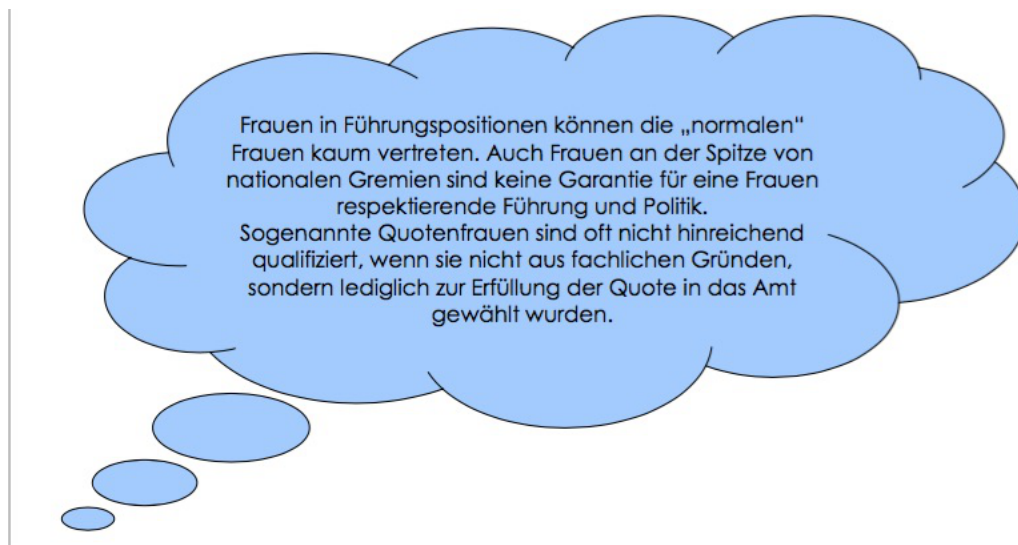 Frauen in Führungspositionen können die „normalen“
Frauen kaum vertreten. Auch Frauen an der Spitze von
nationalen Gremien sind keine Garantie für eine Frauen
respektierende Führung und Politik.
Sogenannte Quotenfrauen sind oft nicht hinreichend
qualifiziert, wenn sie nicht aus fachlichen Gründen,
sondern lediglich zur Erfüllung der Quote in das Amt
gewählt wurden.